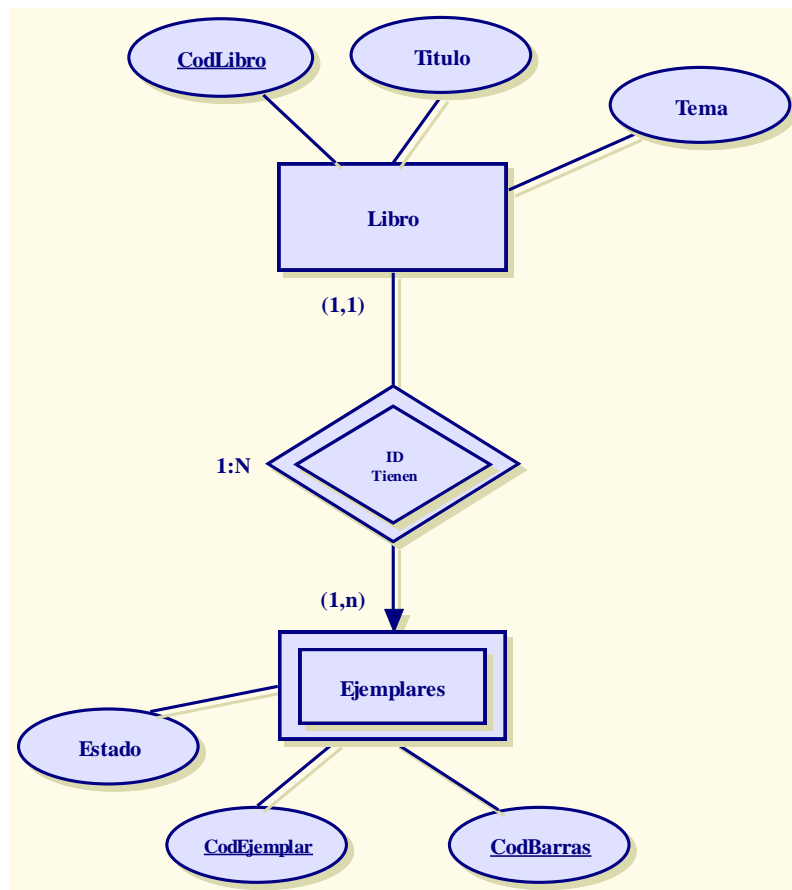 CodLibro
Titulo
Tema
Libro
(1,1)
1:N
ID
Tienen
(1,n)
Ejemplares
Estado
CodEjemplar
CodBarras